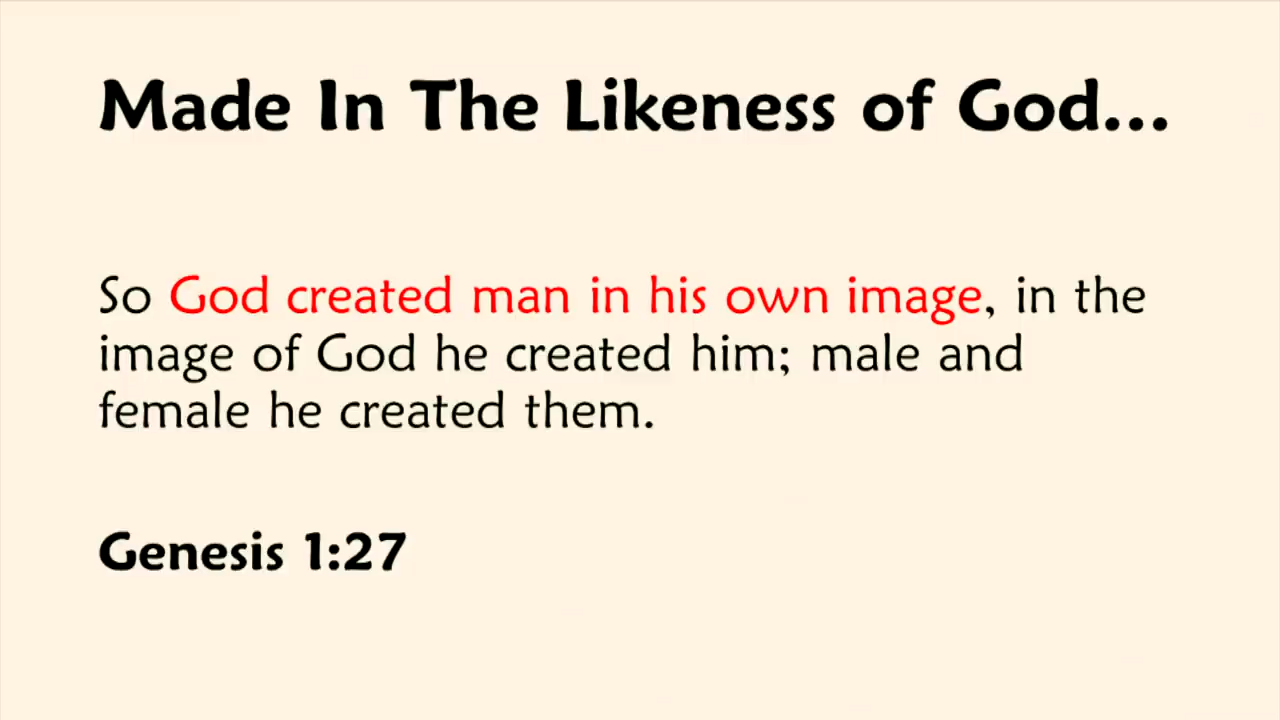 Made In The Likeness of God...
So God created man in his own image, in the
image of God he created him; male and
female he created them.
Genesis 1:27